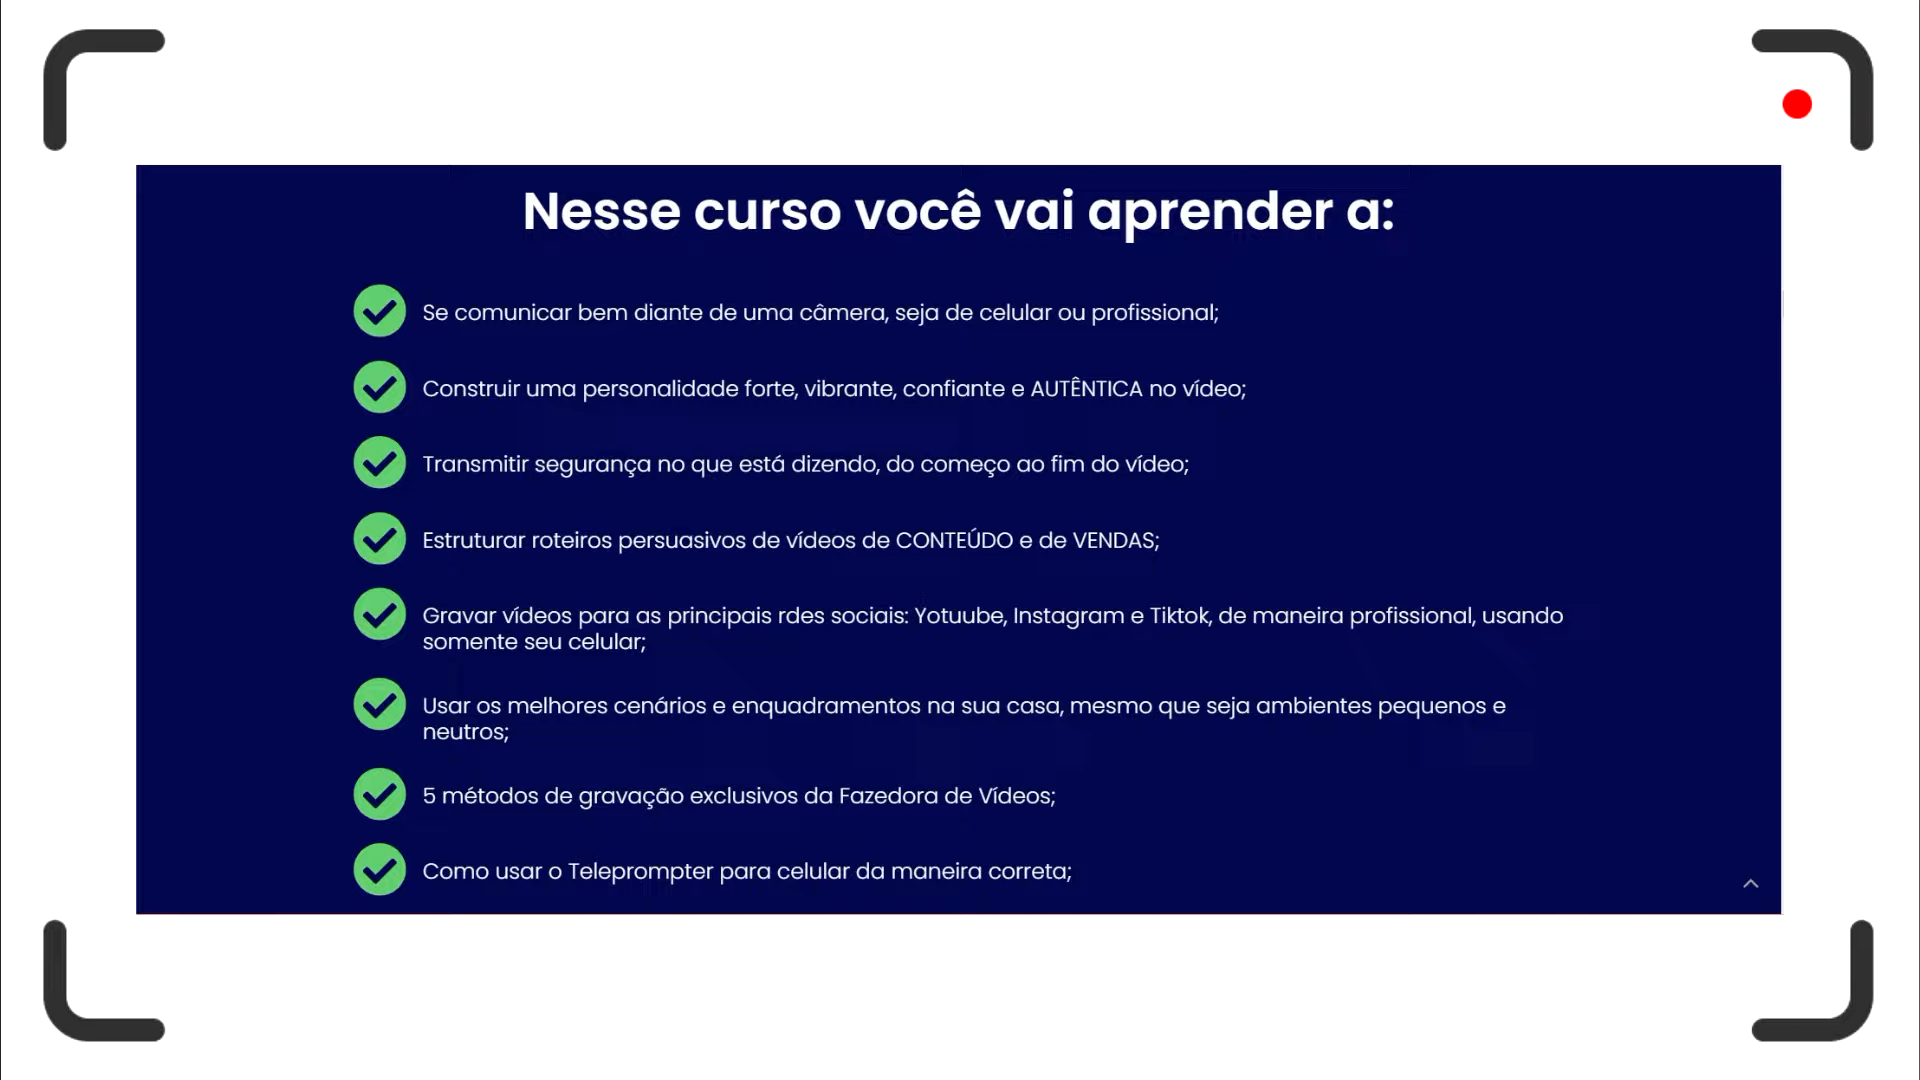 Nesse curso você vai aprender a:
Se comunicar bem diante de uma câmera, seja de celular ou profissional;
Construir uma personalidade forte, vibrante, confiante e AUTÊNTICA no vídeo;
Transmitir segurança no que está dizendo, do começo ao fim do vídeo;
Estruturar roteiros persuasivos de vídeos de CONTEÚDO e de VENDAS;
Gravar vídeos para as principais rdes sociais: Yotuube, Instagram e Tiktok, de maneira profissional, usando
somente seu celular;
Usar os melhores cenários e enquadramentos na sua casa, mesmo que seja ambientes pequenos e
neutros;
5 métodos de gravação exclusivos da Fazedora de Vídeos;
Como usar o Teleprompter para celular da maneira correta;